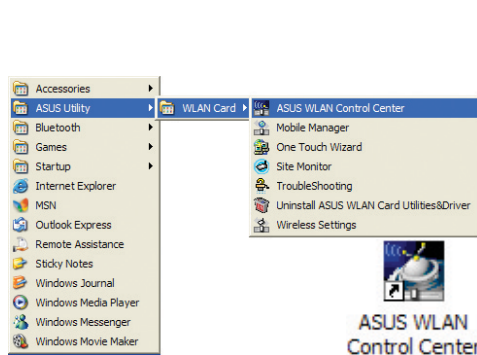 Accessories
ASUS Utility
Bluetooth
Games
Startup
Internet Explorer
MSN
Outlook Express
Remote Assistance
Sticky Notes
Windows Journal
Windows Media Player
Windows Messenger
Windows Movie Maker
WLAN Card
ASUS WLAN Control Center
Mobile Manager
One Touch Wizard
Site Monitor
TroubleShooting
Uninstall ASUS WLAN Card Utilities&Driver
Wireless Settings
ASUS WLAN
Control Center